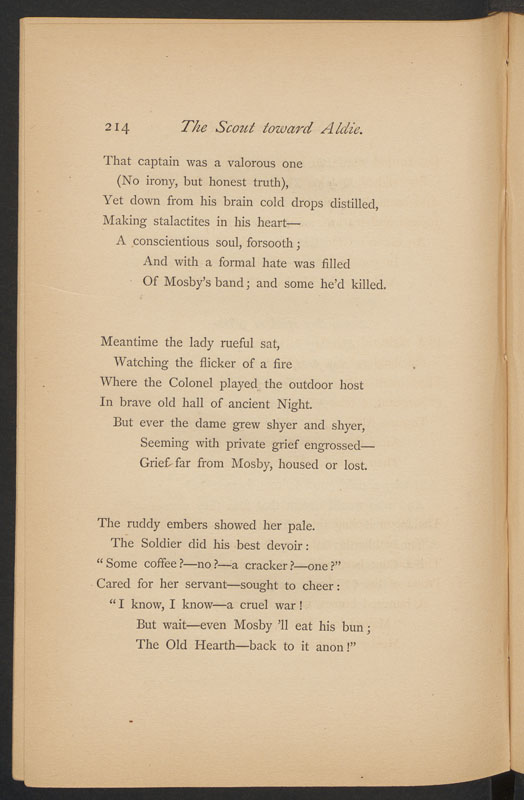 214 The Scout toward Aldie.
That captain was a valorous one
(No irony, but honest truth),
Yet down from his brain cold drops distilled,
Making stalactites in his heart—
A conscientious soul, forsooth;
And with a formal hate was filled
Of Mosby's band; and some he'd killed.
Meantime the lady rueful sat,
Watching the flicker of a fire
Where the Colonel played the outdoor host
In brave old hall of ancient Night.
But ever the dame grew shyer and shyer,
Seeming with private grief engrossed—
Grief far from Mosby, housed or lost.
The ruddy embers showed her pale.
The Soldier did his best devoir:
"Some coffee?—no?—a cracker?—one?"
Cared for her servant—sought to cheer:
"I know, I know—a cruel war!
But wait—even Mosby 'll eat his bun;
The Old Hearth—back to it anon!"